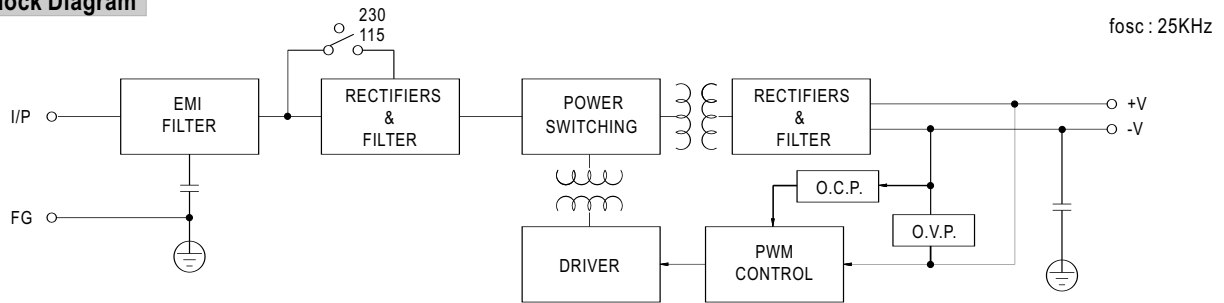 lock Diagram
230
115
fosc : 25KHz
I/P
EMI
FILTER
RECTIFIERS
&
FILTER
POWER
SWITCHING
RECTIFIERS
&
FILTER
+V
-V
O.C.P.
O.V.P.
FG
DRIVER
PWM
CONTROL